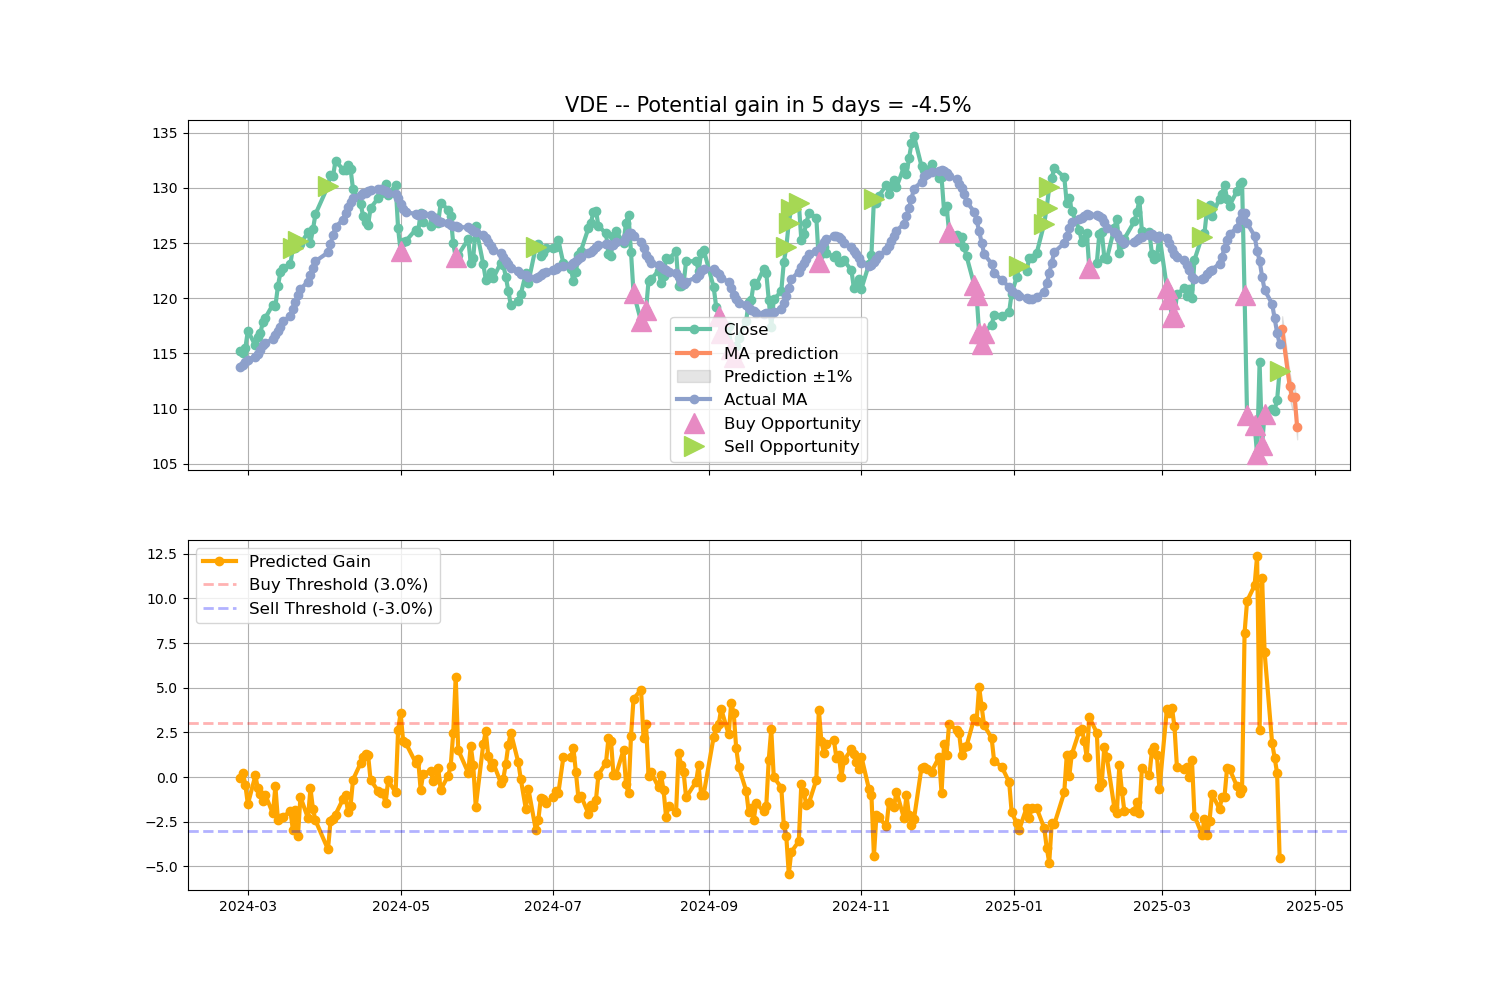 VDE -- Potential gain in 5 days = -4.5%
135
130
125
120
115
110
105
Close
MA prediction
Prediction ±1%
Actual MA
Buy Opportunity
Sell Opportunity
12.5
10.0
7.5
5.0
2.5
0.0
−2.5
−5.0
Predicted Gain
Buy Threshold (3.0%)
Sell Threshold (-3.0%)
2024-03
2024-05
2024-07
2024-09
2024-11
2025-01
2025-03
2025-05